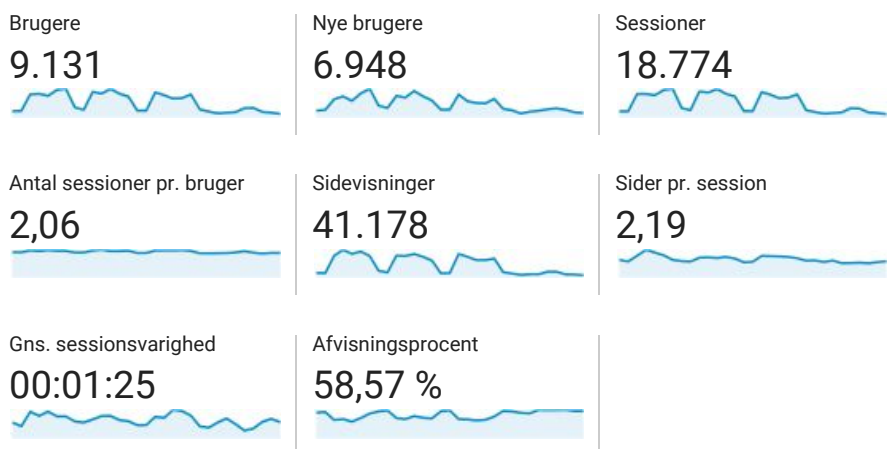 Brugere
9.131
Nye brugere
6.948
Sessioner
18.774
Antal sessioner pr. bruger
2,06
Sidevisninger
41.178
Sider pr. session
2,19
Gns. sessionsvarighed
00:01:25
Afvisningsprocent
58,57 %